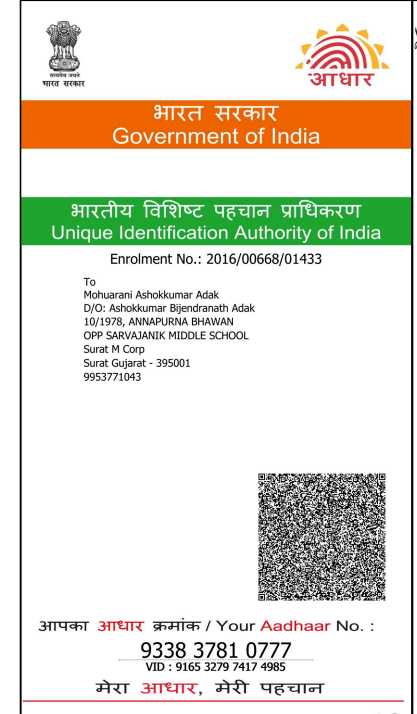 सत्यमेव जयते
भारत सरकार
आधार
भारत सरकार
Government of India
भारतीय विशिष्ट पहचान प्राधिकरण
Unique Identification Authority of India
Enrolment No.: 2016/00668/01433
To
Mohuarani Ashokkumar Adak
D/O: Ashokkumar Bijendranath Adak
10/1978, ANNAPURNA BHAWAN
OPP SARVAJANIK MIDDLE SCHOOL
Surat M Corp
Surat Gujarat - 395001
9953771043
आपका आधार क्रमांक / Your Aadhaar No. :
9338 3781 0777
VID : 9165 3279 7417 4985
मेरा आधार, मेरी पहचान